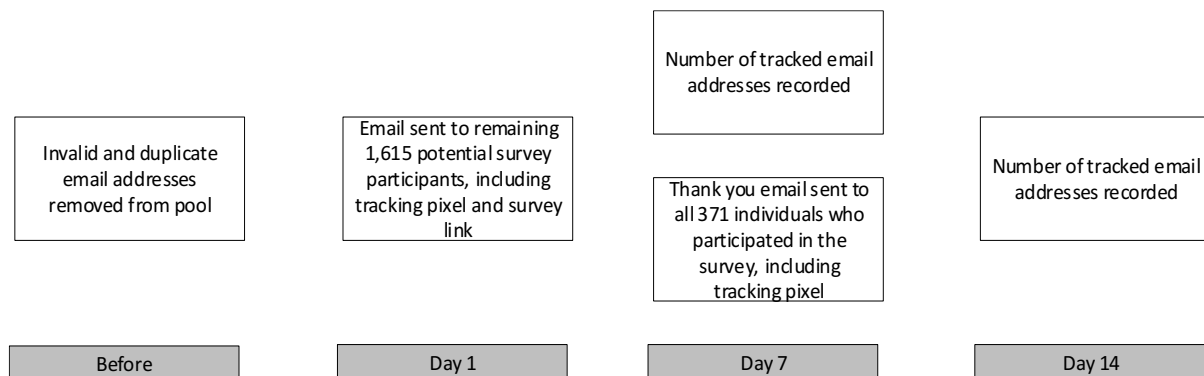 Invalid and duplicate
email addresses
removed from pool
Email sent to remaining
1,615 potential survey
participants, including
tracking pixel and survey
link
Number of tracked email
addresses recorded
Thank you email sent to
all 371 individuals who
participated in the
survey, including
tracking pixel
Number of tracked email
addresses recorded
Before
Day 1
Day 7
Day 14